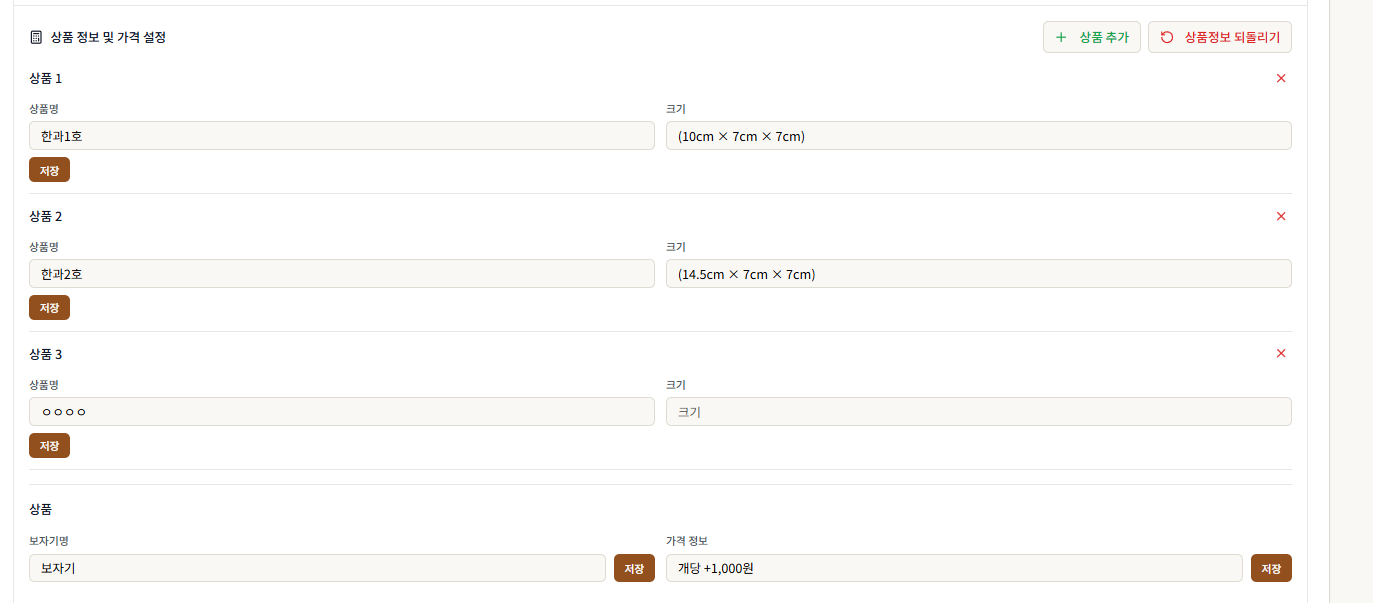 상품 정보 및 가격 설정
상품 추가 상품정보 되돌리기
상품 1
상품명 크기
한과1호 (10cm × 7cm × 7cm)
저장
상품 2
상품명 크기
한과2호 (14.5cm × 7cm × 7cm)
저장
상품 3
상품명 크기
ㅇㅇㅇㅇ 크기
저장
상품
보자기명 가격 정보
보자기 저장 개당 +1,000원 저장